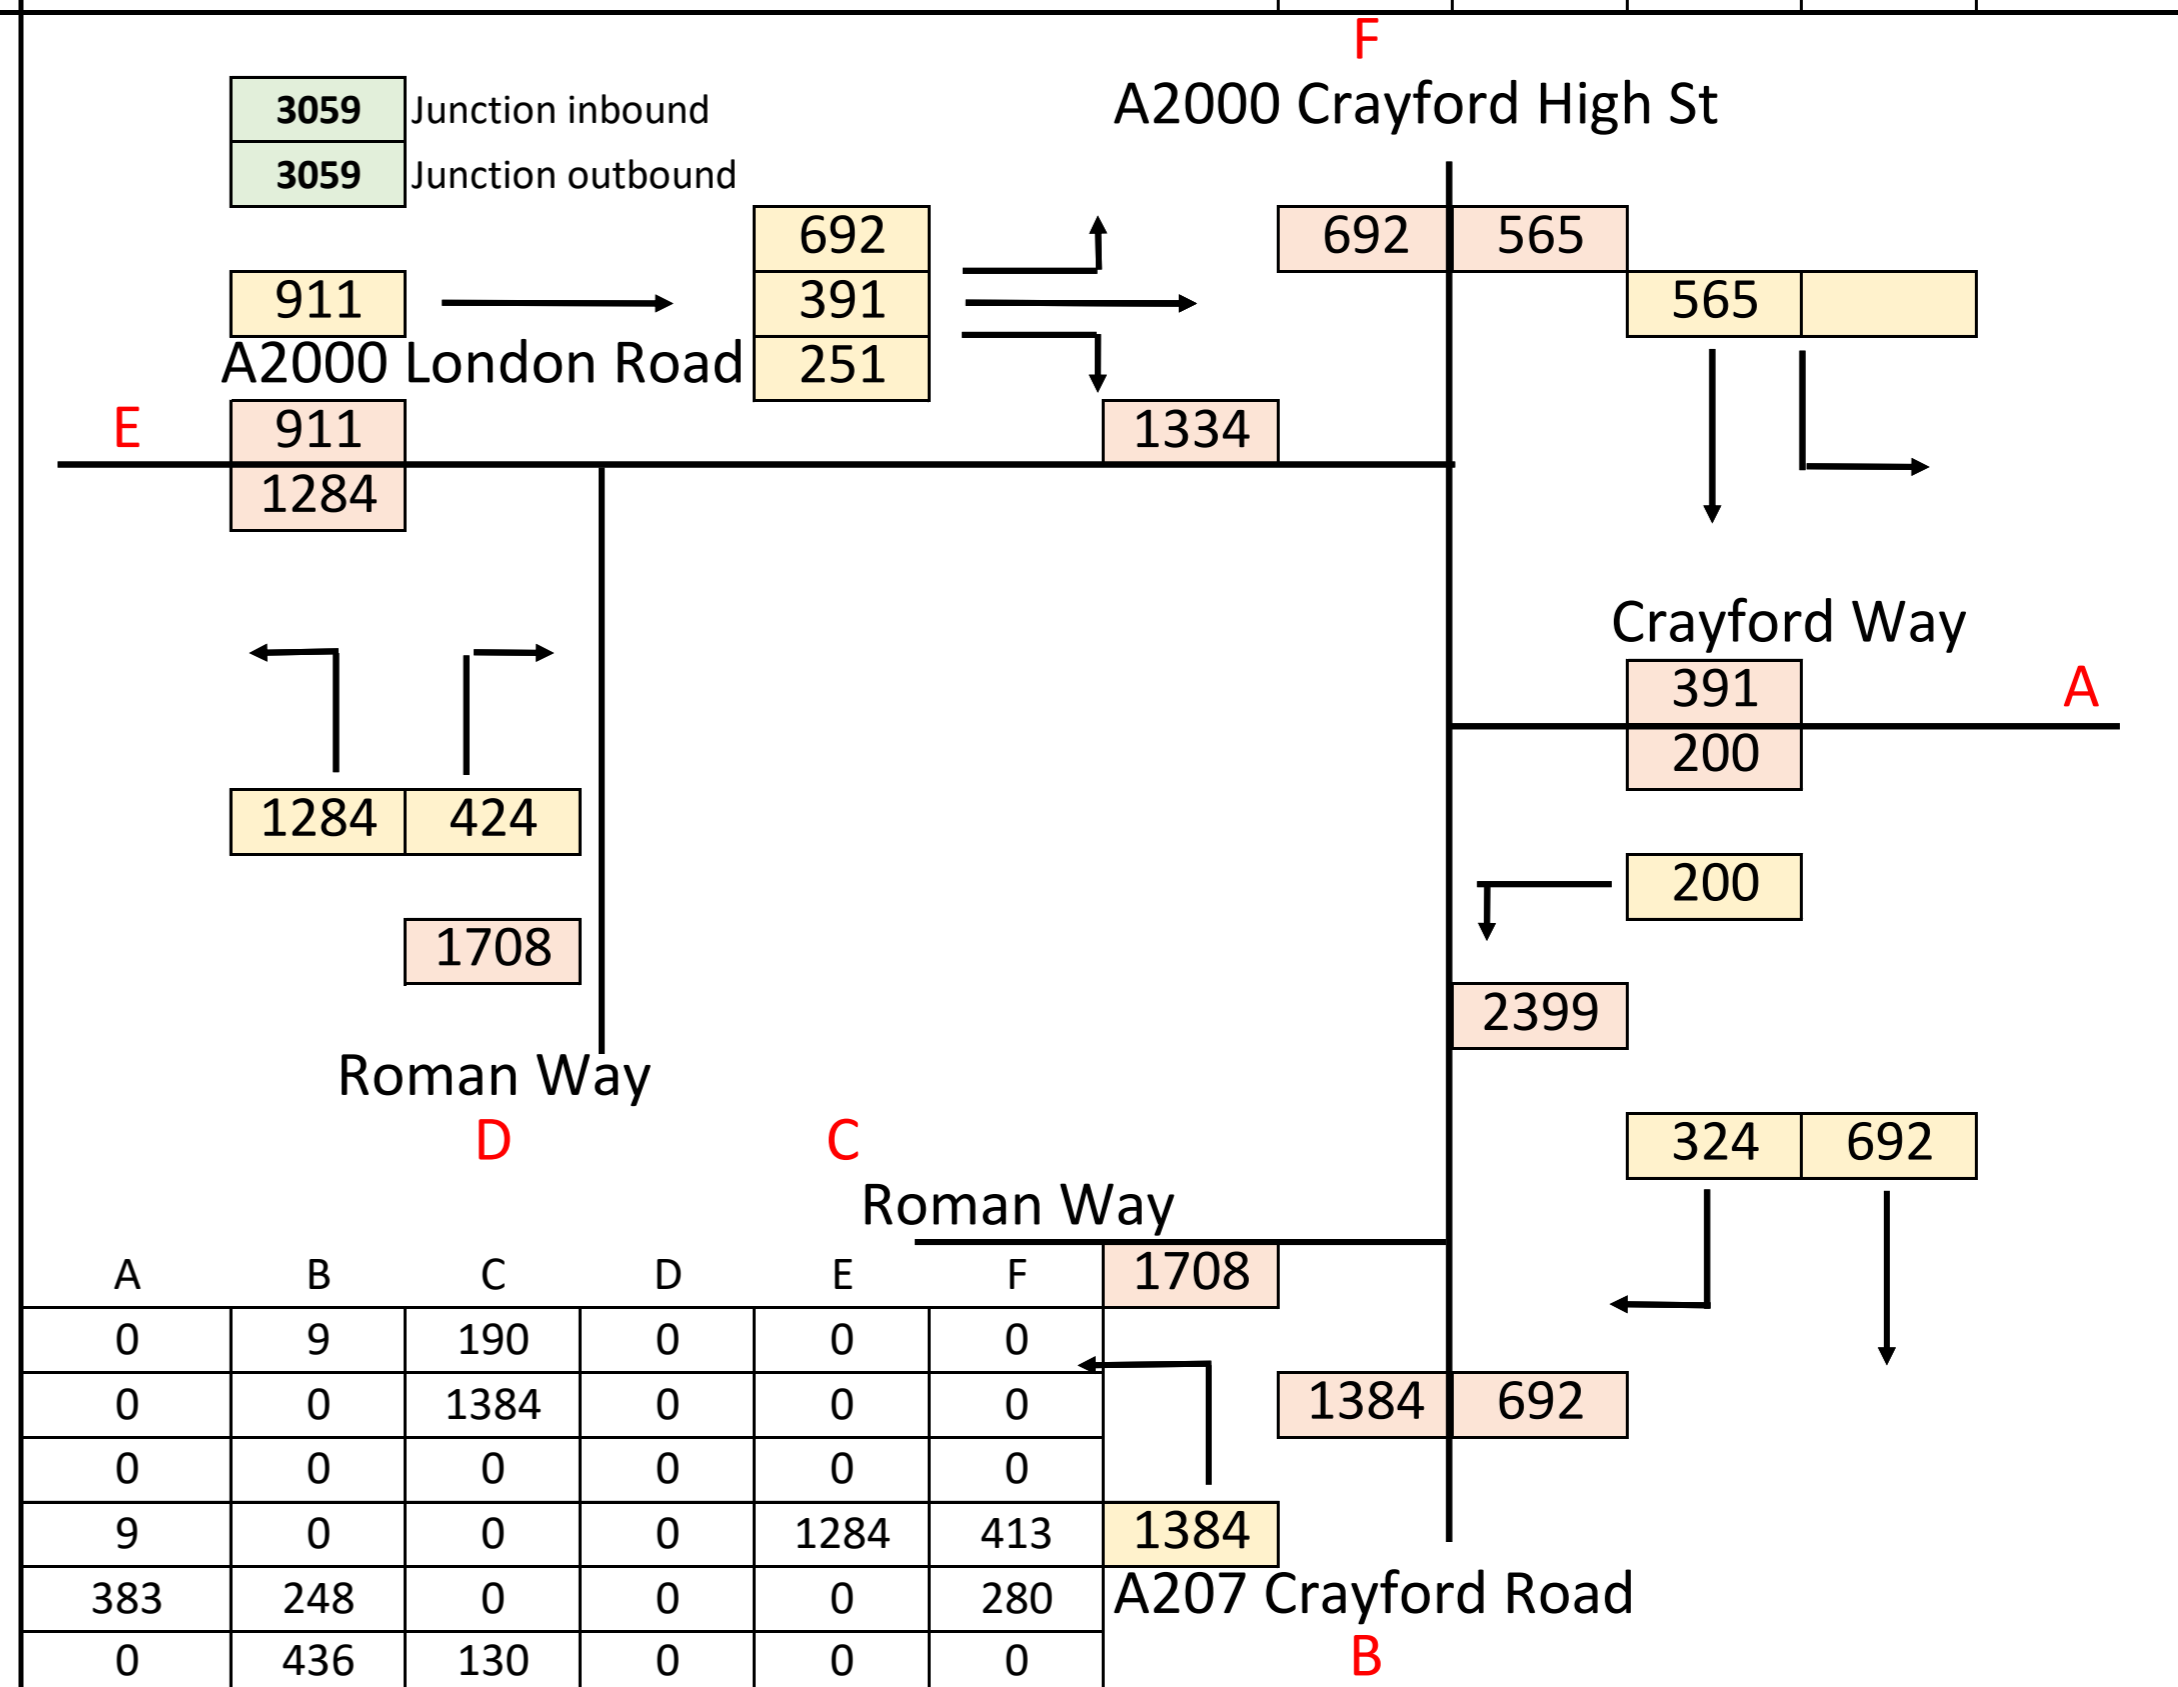 F
A2000 Crayford High St
3059 Junction inbound
3059 Junction outbound
692 692 565
911 391 565
A2000 London Road 251
E 911 1334
1284
Crayford Way
391 A
200
1284 424
200
1708
2399
Roman Way
D C
324 692
Roman Way
A B C D E F 1708
0 9 190 0 0 0
0 0 1384 0 0 0 1384 692
0 0 0 0 0 0
9 0 0 0 1284 413 1384
383 248 0 0 0 280 A207 Crayford Road
0 436 130 0 0 0 B